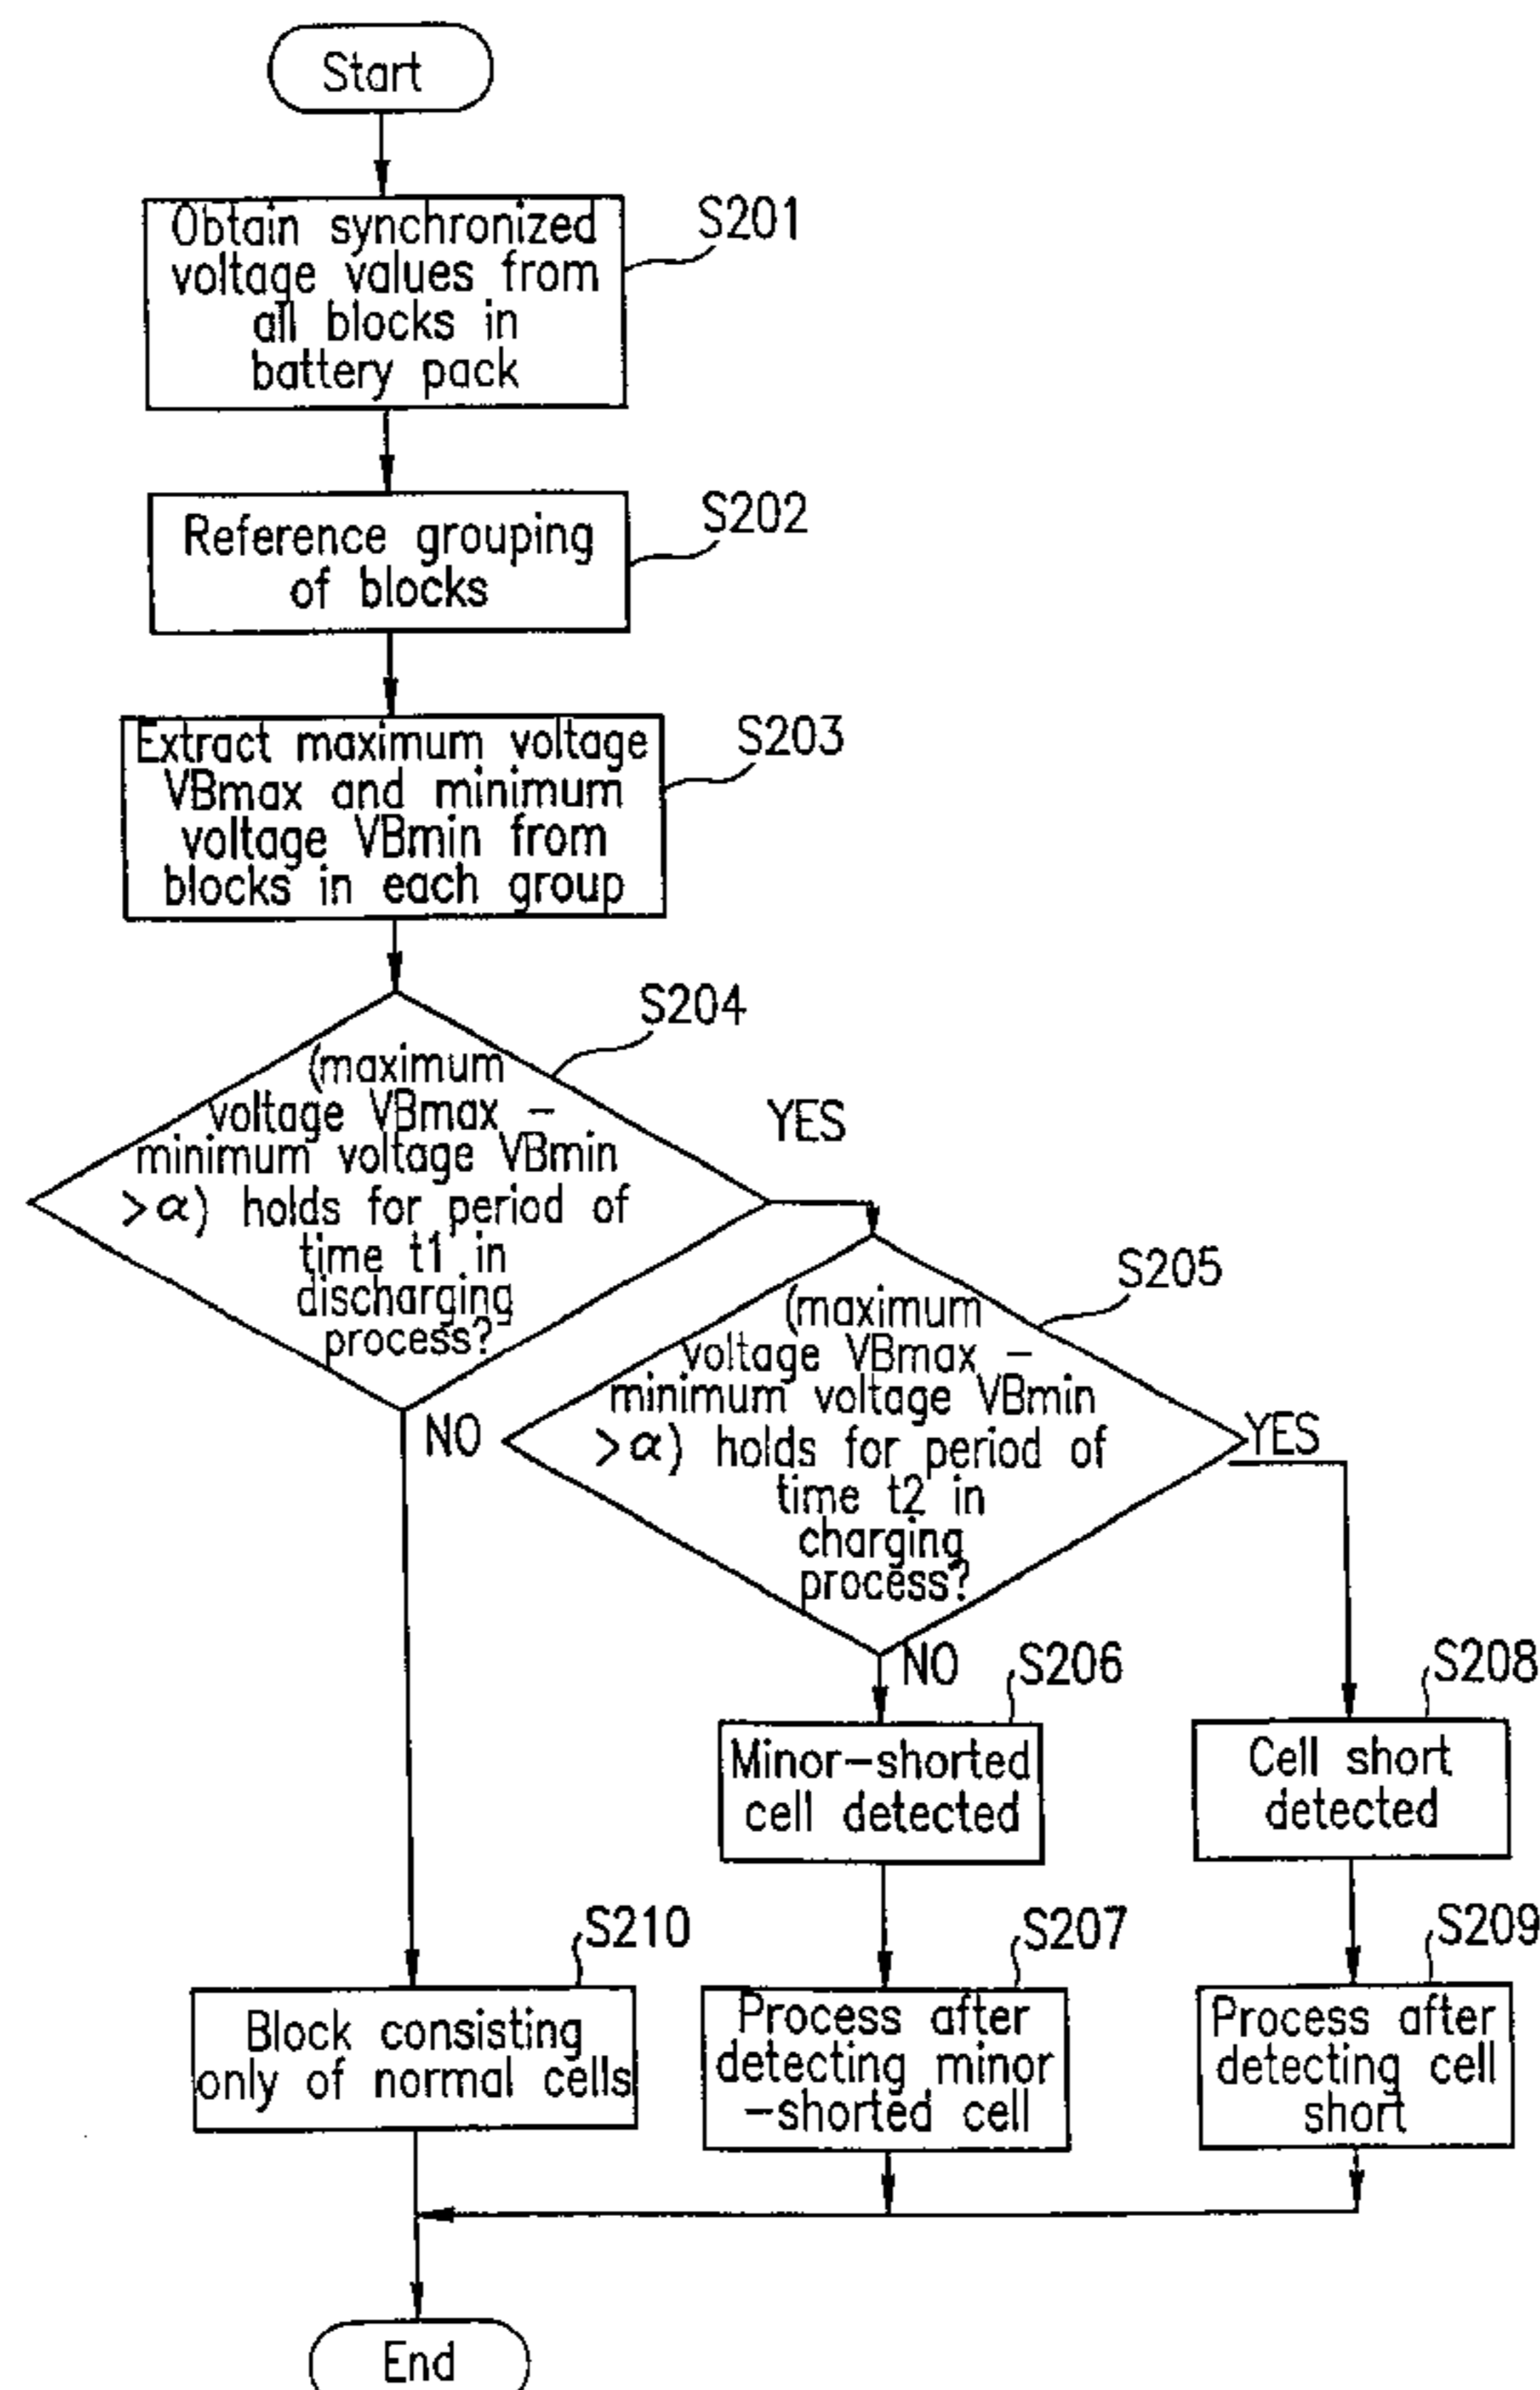 Start
Obtain synchronized
voltage values from
all blocks in
battery pack
S201
Reference grouping
of blocks
S202
Extract maximum voltage
VBmax and minimum
voltage VBmin from
blocks in each group
S203
S204
(maximum
voltage VBmax –
minimum voltage VBmin
>α) holds for period of
time t1 in
discharging
process?
YES
NO
S205
(maximum
voltage VBmax –
minimum voltage VBmin
>α) holds for period of
time t2 in
charging
process?
YES
NO
S206
Minor-shorted
cell detected
S208
Cell short
detected
S210
Block consisting
only of normal cells
S207
Process after
detecting minor
-shorted cell
S209
Process after
detecting cell
short
End